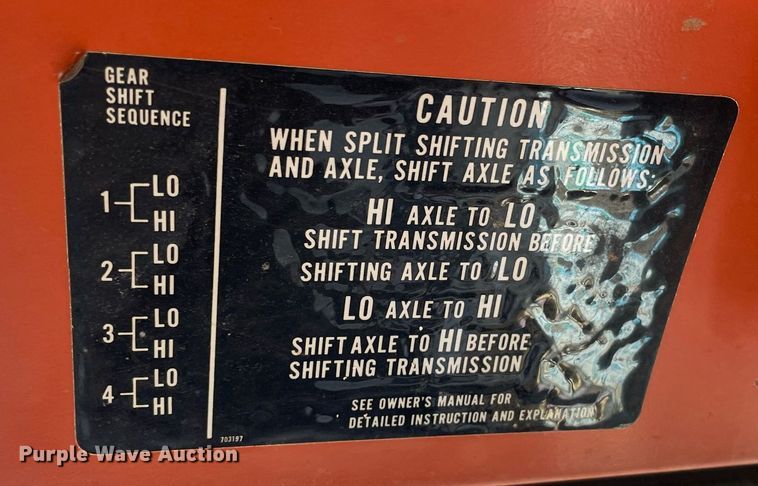 GEAR
SHIFT
SEQUENCE
1 LO
HI
2 LO
HI
3 LO
HI
4 LO
HI
703197
CAUTION
WHEN SPLIT SHIFTING TRANSMISSION
AND AXLE, SHIFT AXLE AS FOLLOWS:
HI AXLE TO LO
SHIFT TRANSMISSION BEFORE
SHIFTING AXLE TO LO
LO AXLE TO HI
SHIFT AXLE TO HI BEFORE
SHIFTING TRANSMISSION
SEE OWNER'S MANUAL FOR
DETAILED INSTRUCTION AND EXPLANATION
Purple Wave Auction